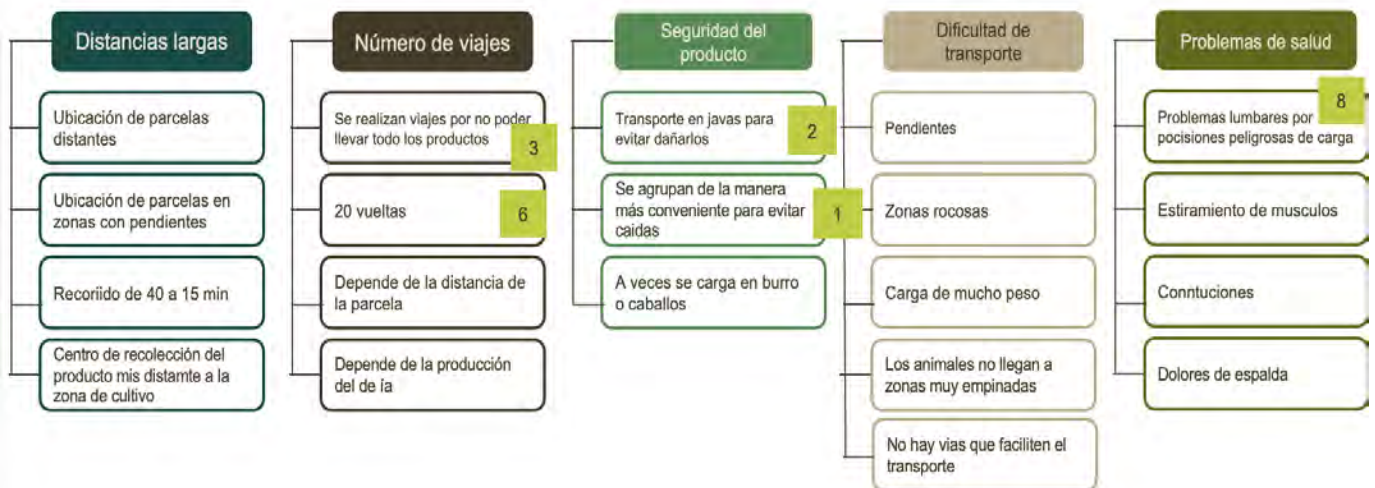 Distancias largas
Ubicación de parcelas
distantes
Ubicación de parcelas en
zonas con pendientes
Recoriido de 40 a 15 min
Centro de recolección del
producto mis distamte a la
zona de cultivo
Número de viajes
Se realizan viajes por no poder
llevar todo los productos
3
20 vueltas
6
Depende de la distancia de
la parcela
Depende de la producción
del de ía
Seguridad del
producto
Transporte en javas para
evitar dañarlos
2
Se agrupan de la manera
más conveniente para evitar
caidas
1
A veces se carga en burro
o caballos
Dificultad de
transporte
Pendientes
Zonas rocosas
Carga de mucho peso
Los animales no llegan a
zonas muy empinadas
No hay vias que faciliten el
transporte
Problemas de salud
8
Problemas lumbares por
pocisiones peligrosas de carga
Estiramiento de musculos
Conntuciones
Dolores de espalda